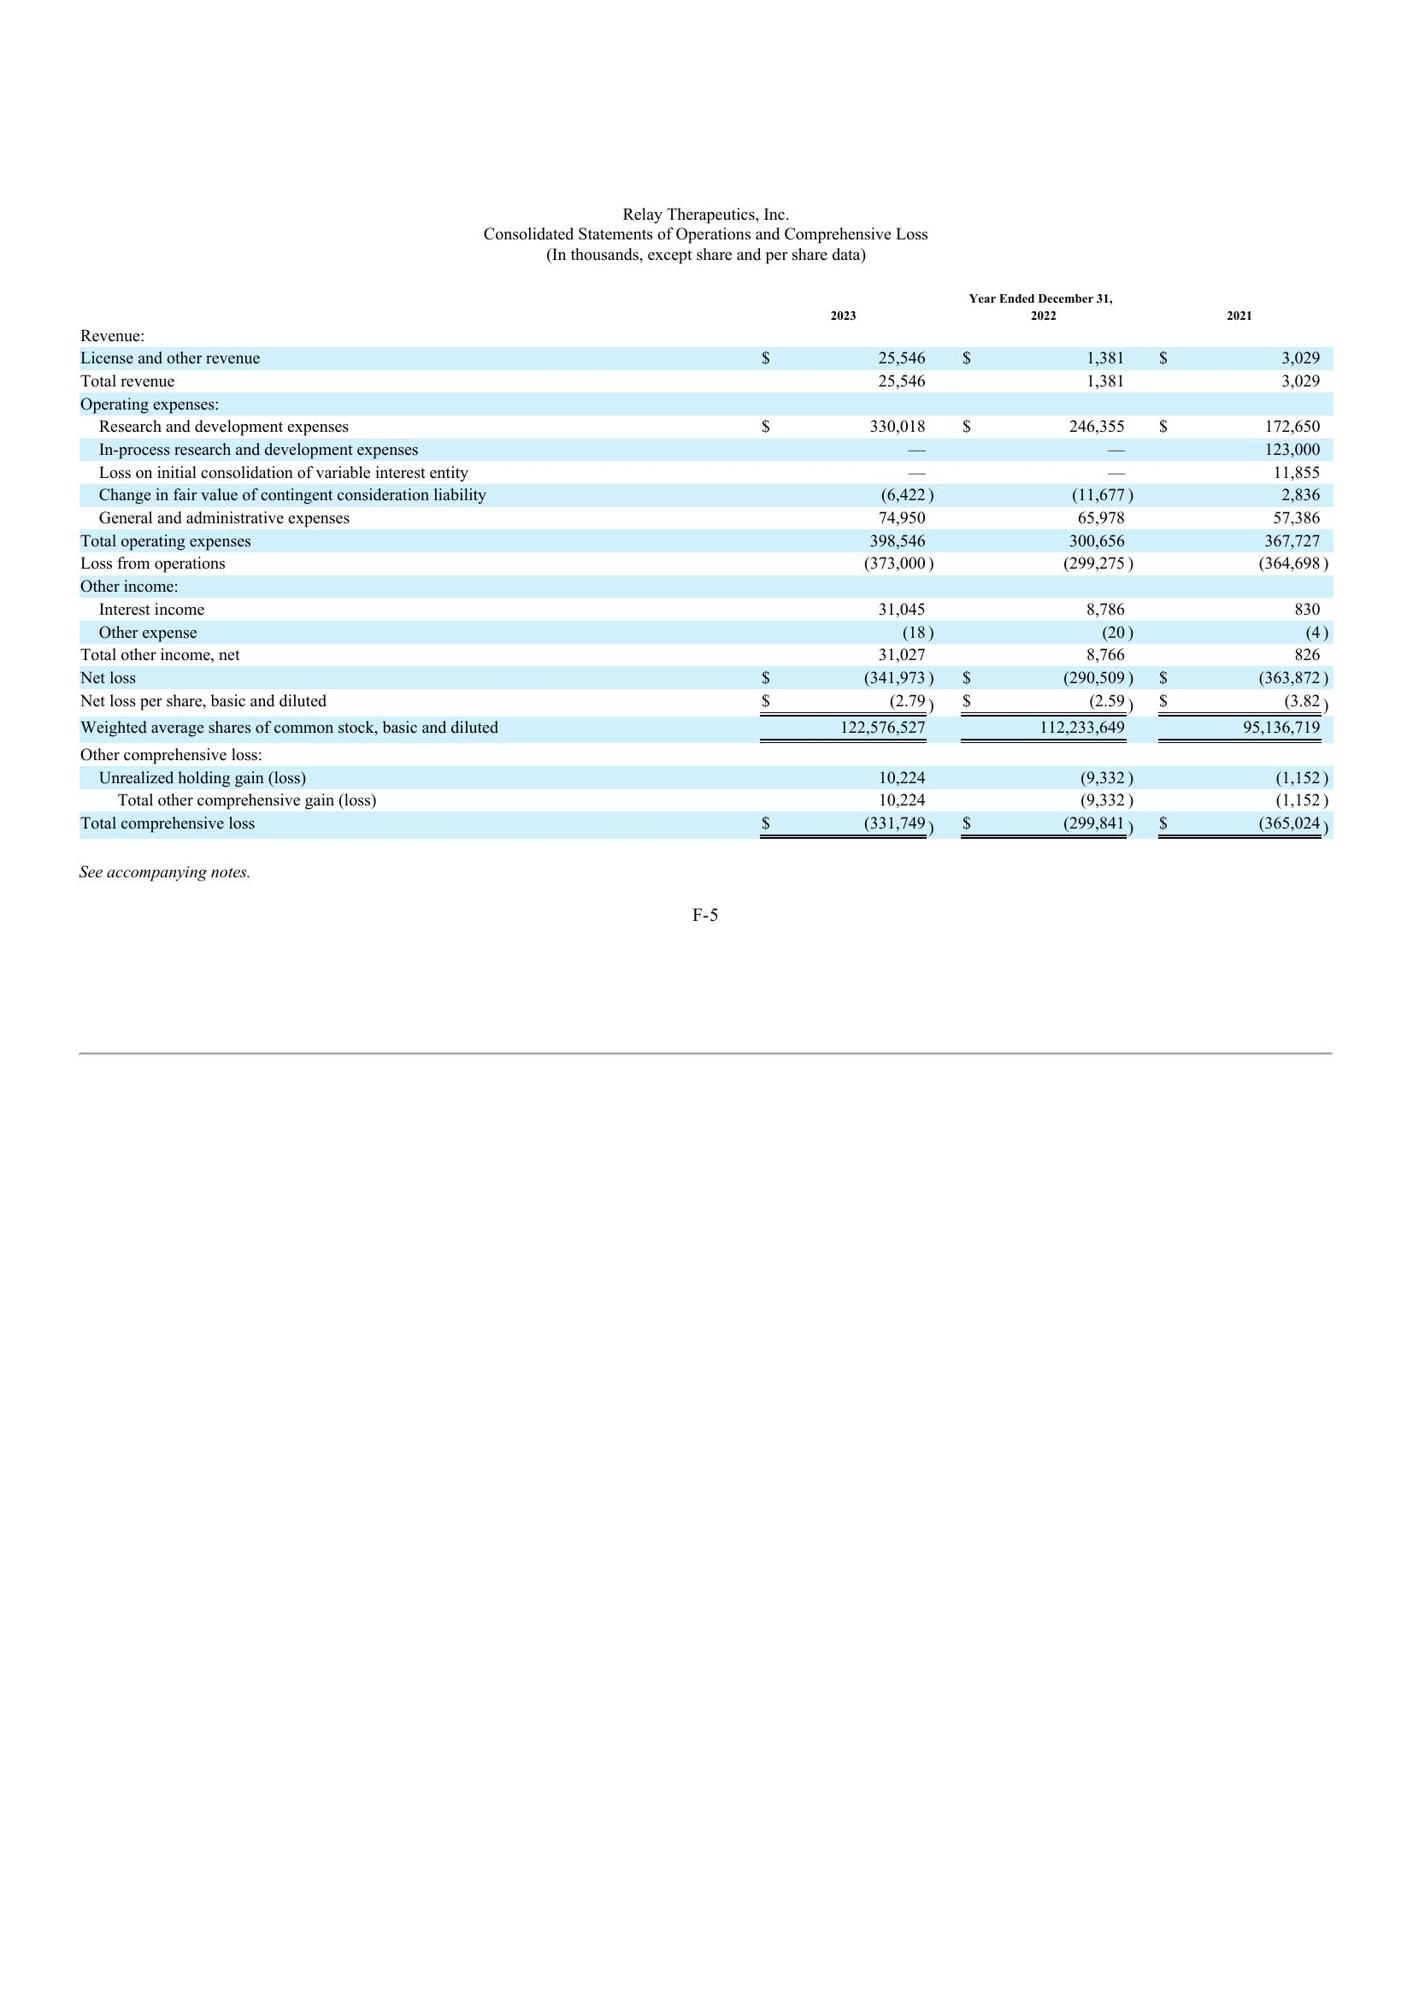 Relay Therapeutics, Inc.
Consolidated Statements of Operations and Comprehensive Loss
(In thousands, except share and per share data)
Year Ended December 31,
2023 2022 2021
Revenue:
License and other revenue $ 25,546 $ 1,381 $ 3,029
Total revenue 25,546 1,381 3,029
Operating expenses:
Research and development expenses $ 330,018 $ 246,355 $ 172,650
In-process research and development expenses — — 123,000
Loss on initial consolidation of variable interest entity — — 11,855
Change in fair value of contingent consideration liability (6,422) (11,677) 2,836
General and administrative expenses 74,950 65,978 57,386
Total operating expenses 398,546 300,656 367,727
Loss from operations (373,000) (299,275) (364,698)
Other income:
Interest income 31,045 8,786 830
Other expense (18) (20) (4)
Total other income, net 31,027 8,766 826
Net loss $ (341,973) $ (290,509) $ (363,872)
Net loss per share, basic and diluted $ (2.79) $ (2.59) $ (3.82)
Weighted average shares of common stock, basic and diluted 122,576,527 112,233,649 95,136,719
Other comprehensive loss:
Unrealized holding gain (loss) 10,224 (9,332) (1,152)
Total other comprehensive gain (loss) 10,224 (9,332) (1,152)
Total comprehensive loss $ (331,749) $ (299,841) $ (365,024)
See accompanying notes.
F-5